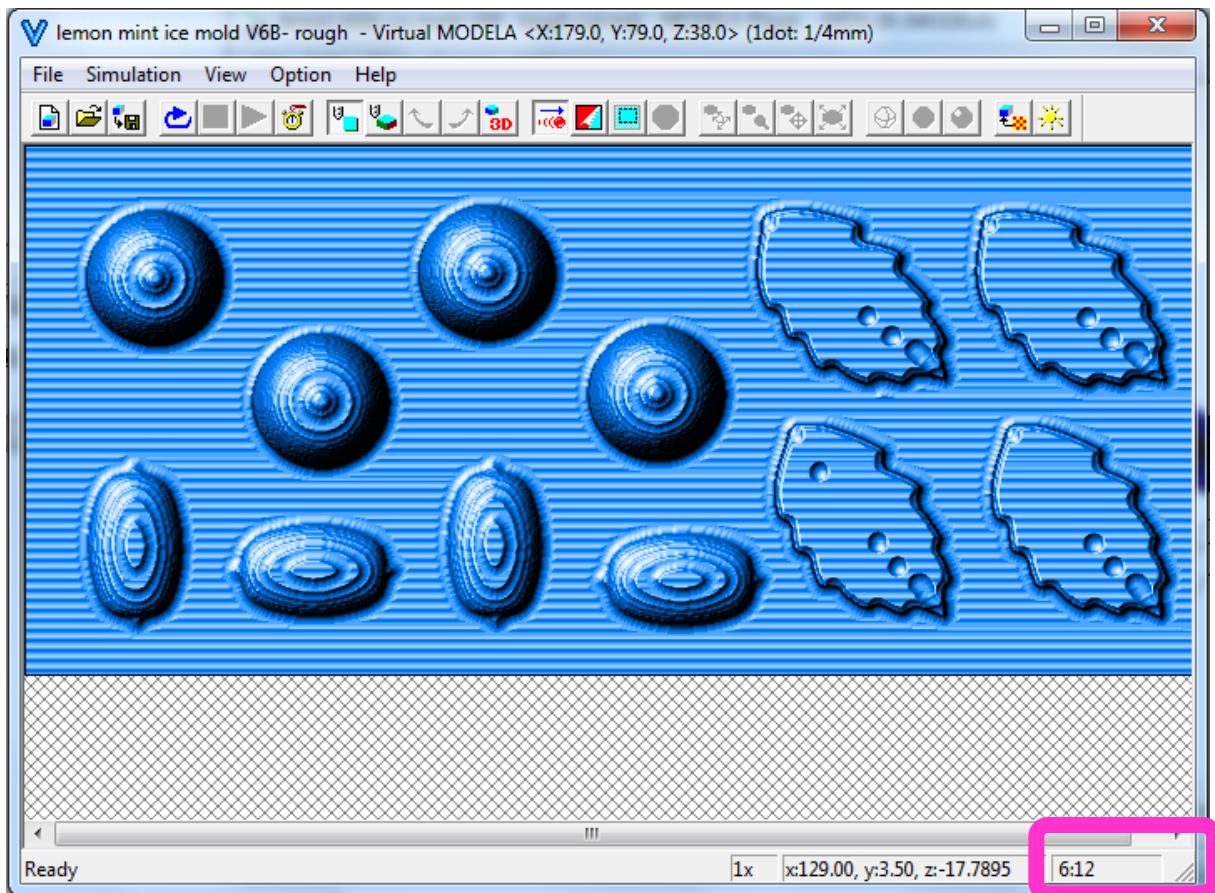 lemon mint ice mold V6B- rough - Virtual MODELA <X:179.0, Y:79.0, Z:38.0> (1dot: 1/4mm)
File Simulation View Option Help
3D
Ready 1x x:129.00, y:3.50, z:-17.7895 6:12